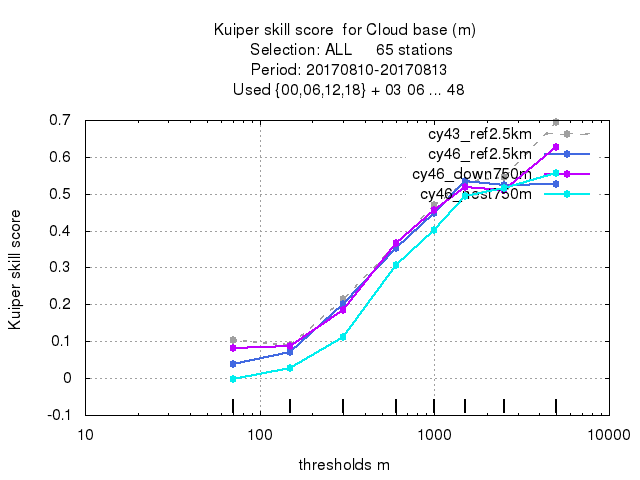 Kuiper skill score  for Cloud base (m)
Selection: ALL     65 stations
Period: 20170810-20170813
Used {00,06,12,18} + 03 06 ... 48
Kuiper skill score
0.7
0.6
0.5
0.4
0.3
0.2
0.1
0
-0.1
cy43_ref2.5km
cy46_ref2.5km
cy46_down750m
cy46_nest750m
10
100
1000
10000
thresholds m